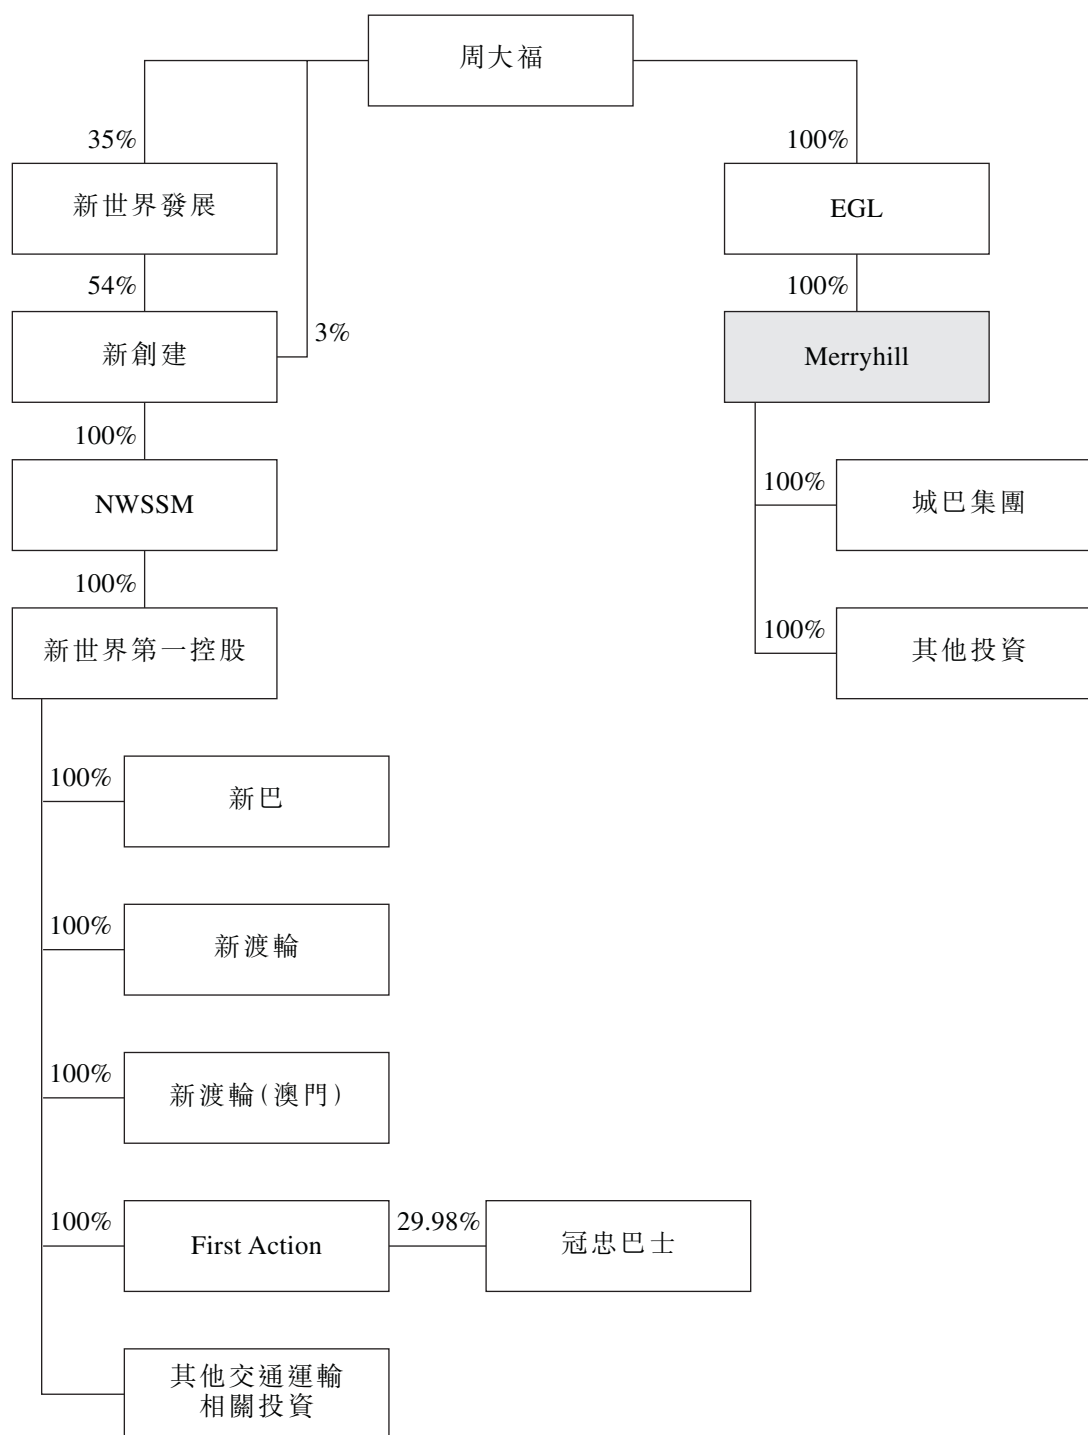 周大福
35%
100%
新世界發展
EGL
54%
100%
3%
新創建
Merryhill
100%
NWSSM
100%
城巴集團
100%
新世界第一控股
100%
其他投資
100%
新巴
100%
新渡輪
100%
新渡輪(澳門)
100%
First Action
29.98%
冠忠巴士
其他交通運輸
相關投資